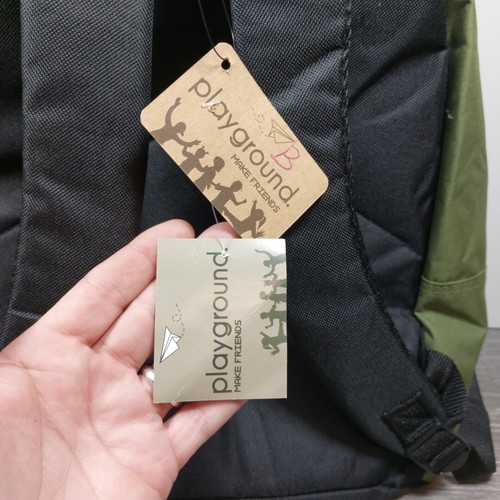 playground.
B
MAKE FRIENDS
playground.
MAKE FRIENDS